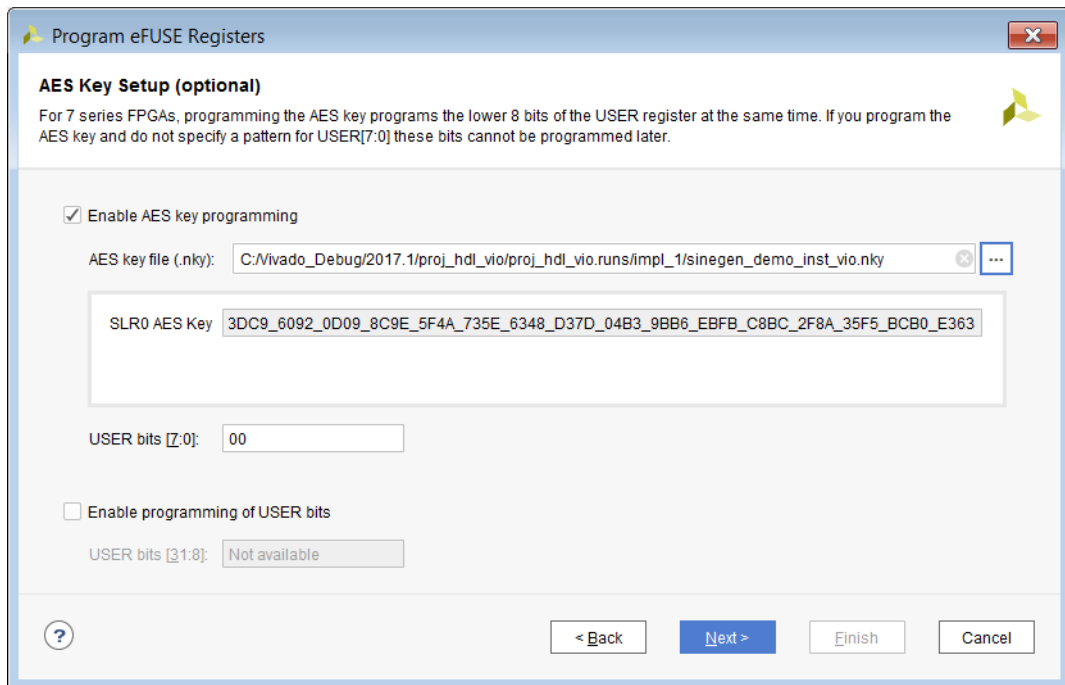 Program eFUSE Registers
AES Key Setup (optional)
For 7 series FPGAs, programming the AES key programs the lower 8 bits of the USER register at the same time. If you program the
AES key and do not specify a pattern for USER[7:0] these bits cannot be programmed later.
Enable AES key programming
AES key file (.nky): C:/Vivado_Debug/2017.1/proj_hdl_vio/proj_hdl_vio.runs/impl_1/sinegen_demo_inst_vio.nky ...
SLR0 AES Key 3DC9_6092_0D09_8C9E_5F4A_735E_6348_D37D_04B3_9BB6_EBFB_C8BC_2F8A_35F5_BCB0_E363
USER bits [7:0]: 00
Enable programming of USER bits
USER bits [31:8]: Not available
? < Back Next > Finish Cancel